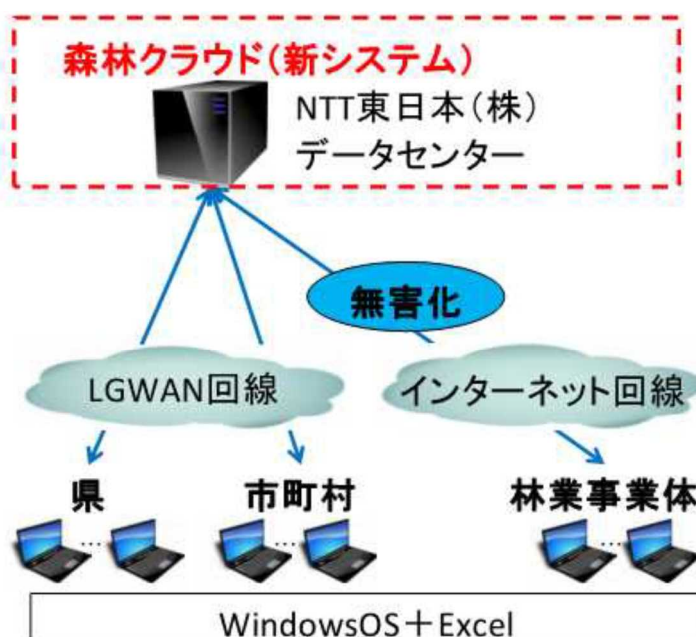 森林クラウド(新システム)
NTT東日本(株)
データセンター
無害化
LGWAN回線
インターネット回線
県
市町村
林業事業体
…
…
…
WindowsOS+Excel